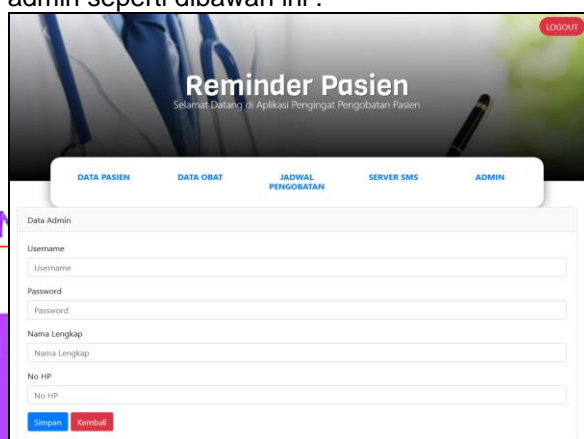 admin seperti dibawah ini :
LOGOUT
Reminder Pasien
Selamat Datang di Aplikasi Pengingat Pengobatan Pasien
DATA PASIEN DATA OBAT JADWAL PENGOBATAN SERVER SMS ADMIN
Data Admin
Username
Username
Password
Password
Nama Lengkap
Nama Lengkap
No HP
No HP
Simpan Kembali